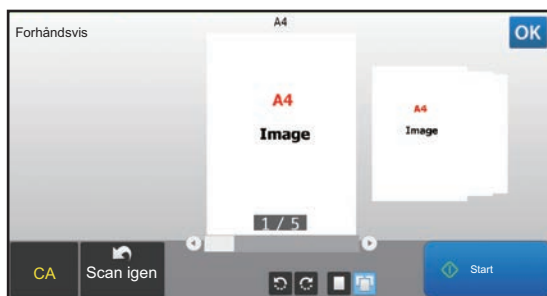 A4
Forhåndsvis
OK
A4
Image
A4
Image
1 / 5
CA
Scan igen
Start